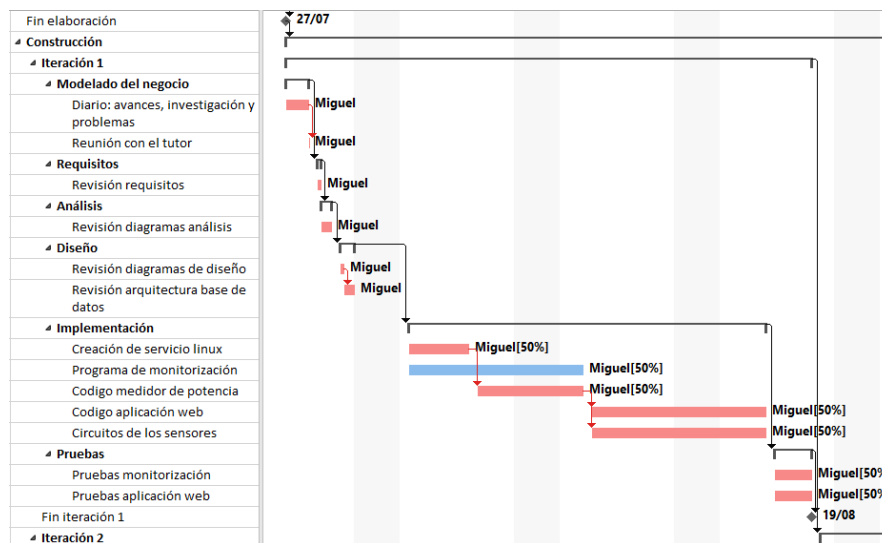 Fin elaboración
27/07
Construcción
Iteración 1
Modelado del negocio
Diario: avances, investigación y
problemas
Miguel
Reunión con el tutor
Miguel
Requisitos
Revisión requisitos
Miguel
Análisis
Revisión diagramas análisis
Miguel
Diseño
Revisión diagramas de diseño
Miguel
Revisión arquitectura base de
datos
Miguel
Implementación
Creación de servicio linux
Miguel[50%]
Programa de monitorización
Miguel[50%]
Codigo medidor de potencia
Miguel[50%]
Codigo aplicación web
Miguel[50%]
Circuitos de los sensores
Miguel[50%]
Pruebas
Pruebas monitorización
Miguel[50%
Pruebas aplicación web
Miguel[50%
Fin iteración 1
19/08
Iteración 2